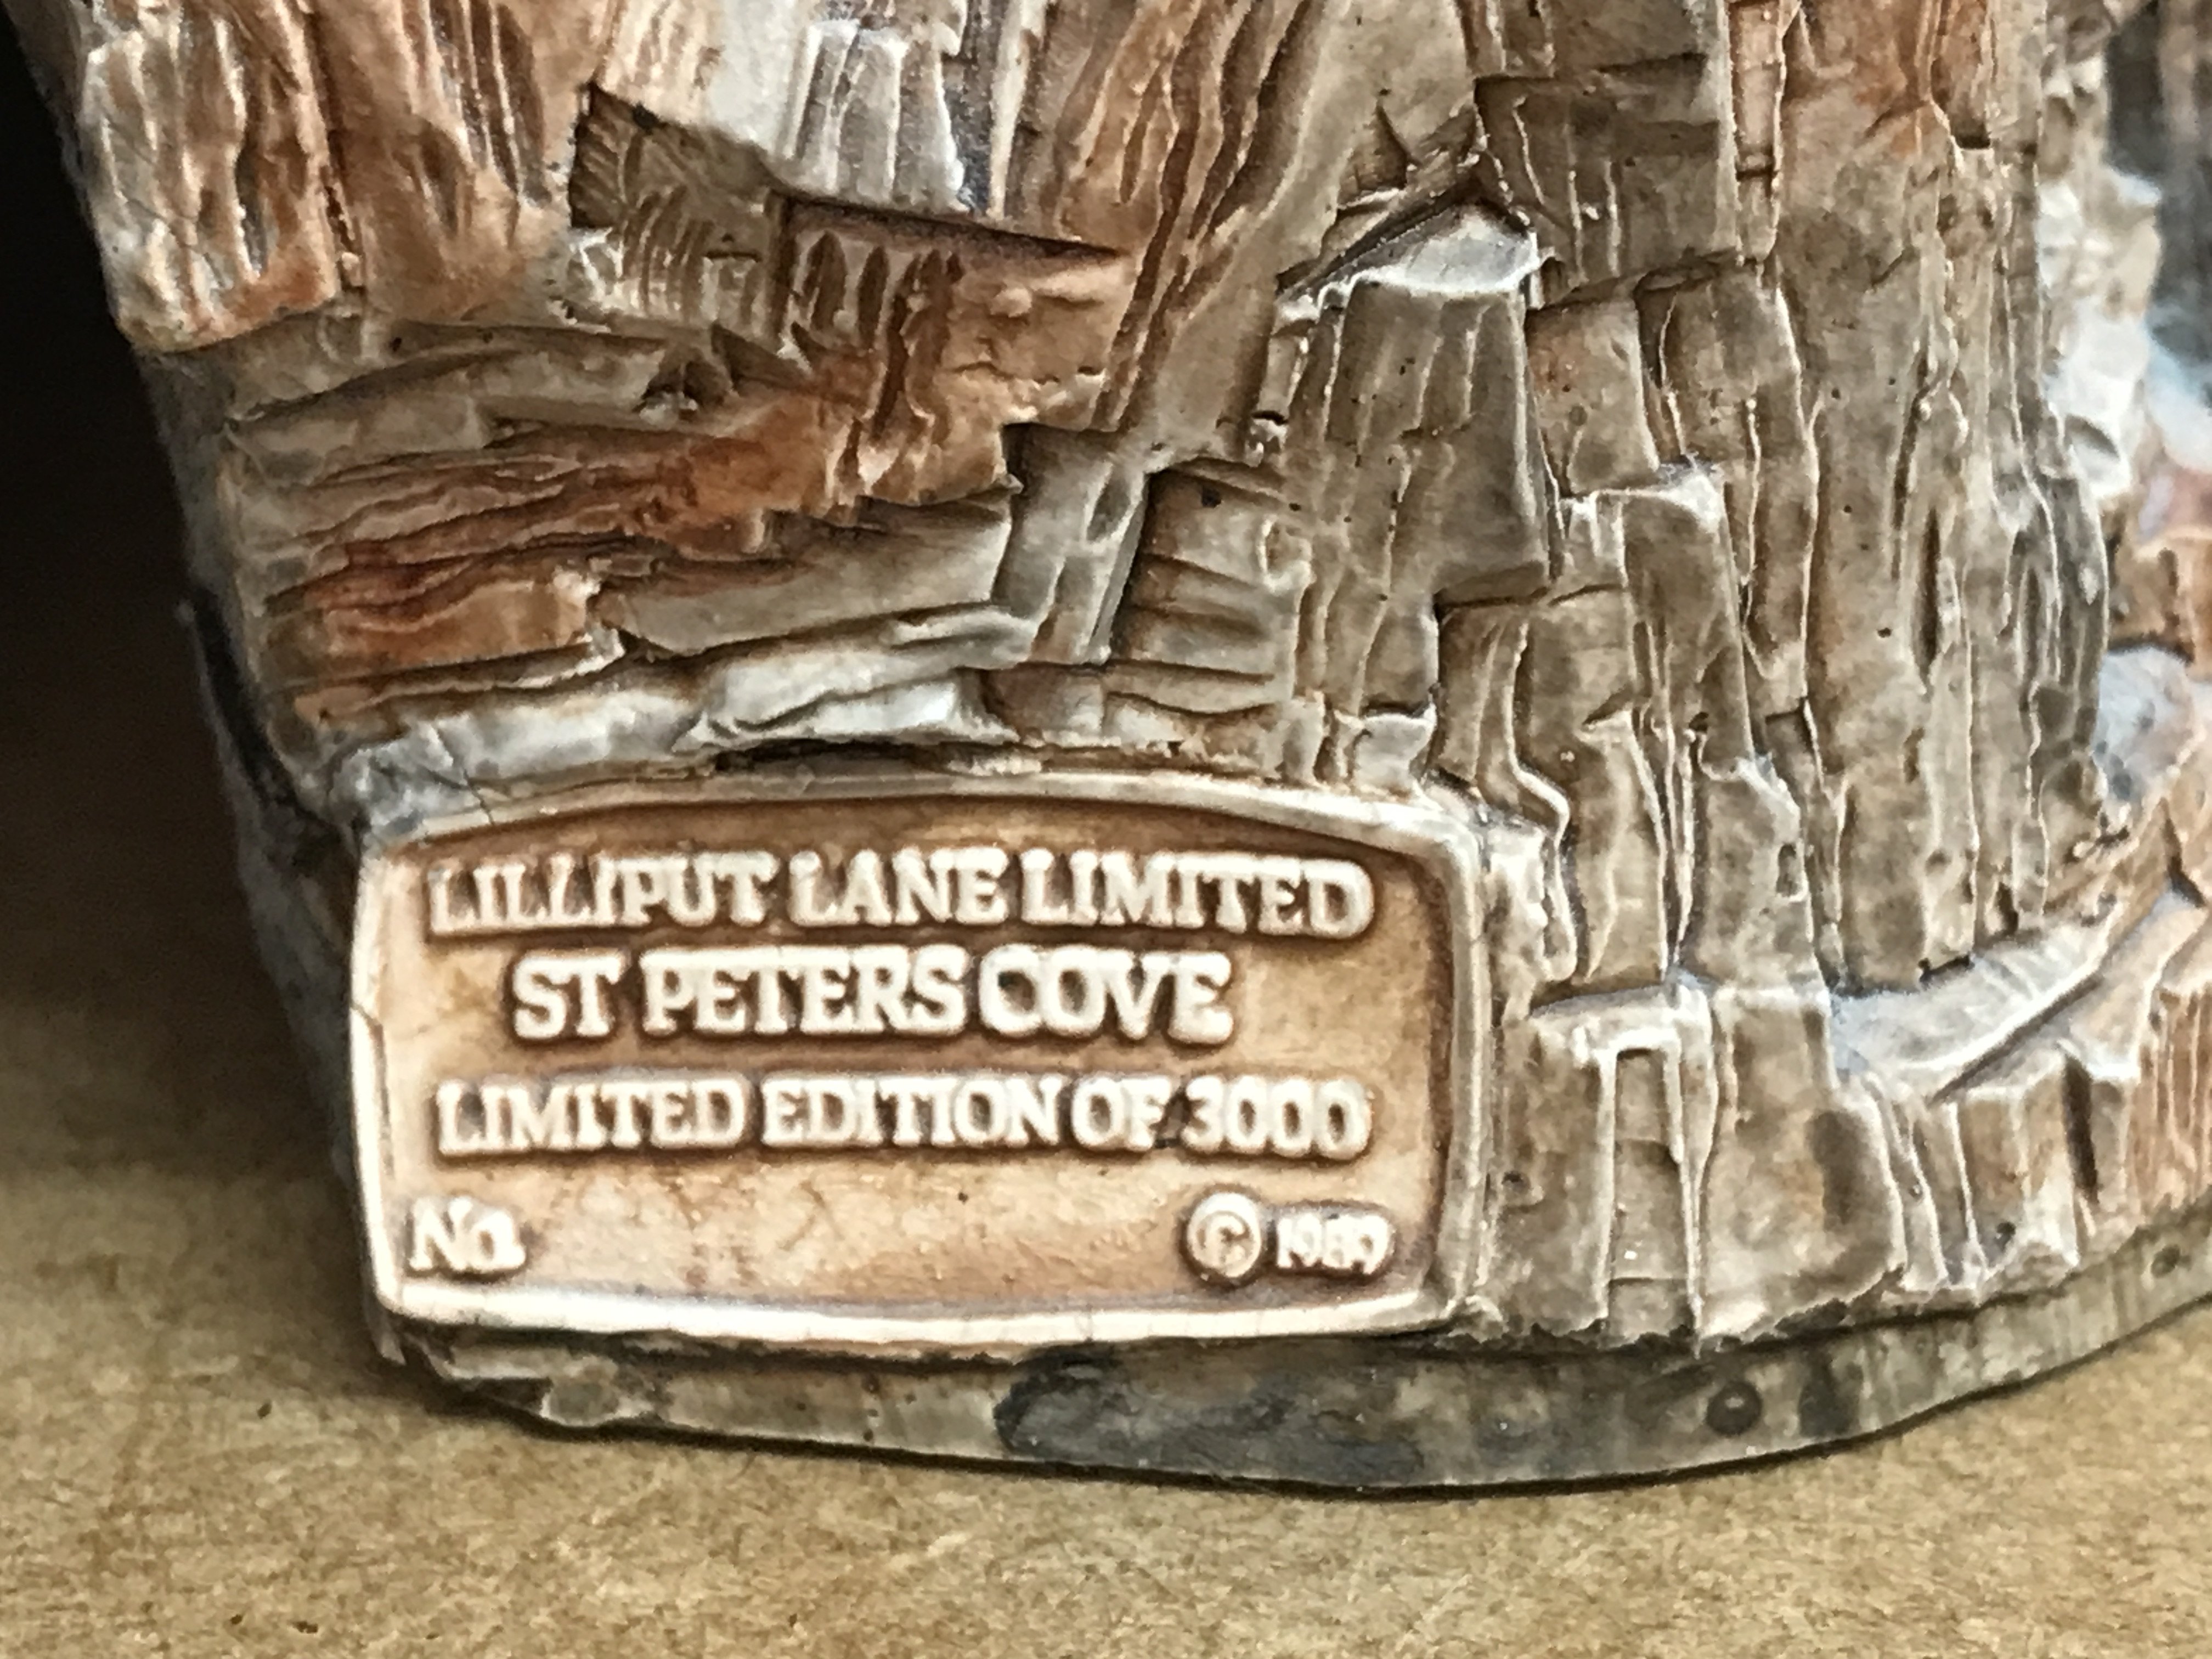 LILLIPUT LANE LIMITED
ST PETERS COVE
LIMITED EDITION OF 3000
No. © 1989